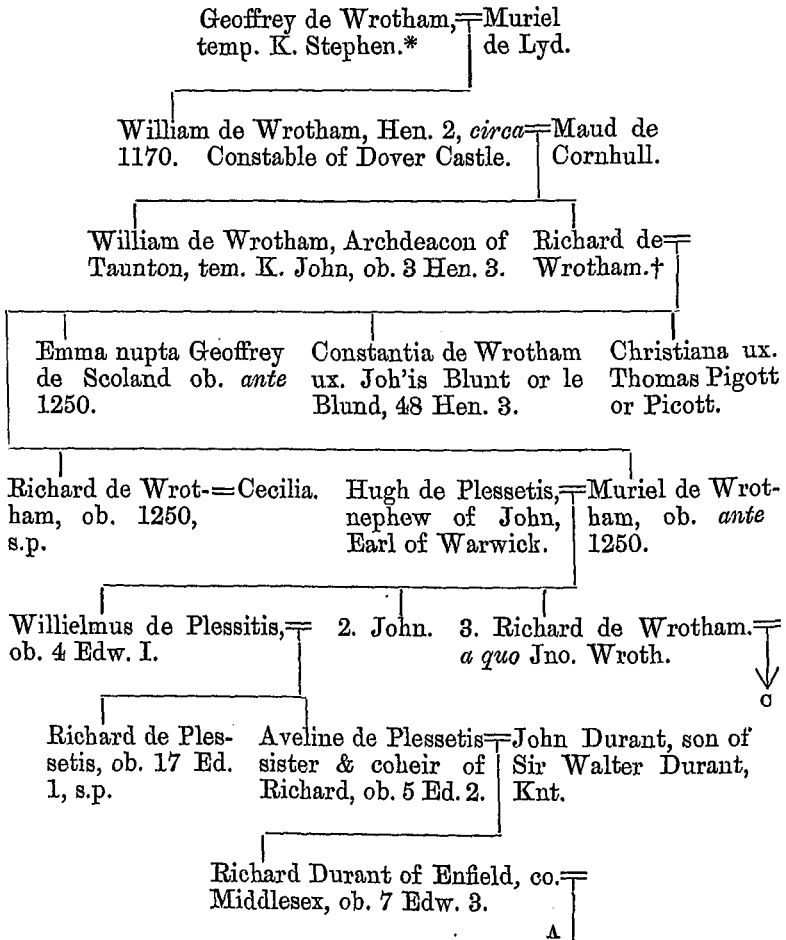 Geoffrey de Wrotham,
temp. K. Stephen.*
Muriel
de Lyd.
William de Wrotham, Hen. 2, circa
1170. Constable of Dover Castle.
Maud de
Cornhull.
William de Wrotham, Archdeacon of
Taunton, tem. K. John, ob. 3 Hen. 3.
Richard de
Wrotham.†
Emma nupta Geoffrey
de Scoland ob. ante
1250.
Constantia de Wrotham
ux. Joh'is Blunt or le
Blund, 48 Hen. 3.
Christiana ux.
Thomas Pigott
or Picott.
Richard de Wrot-
ham, ob. 1250,
s.p.
Cecilia.
Hugh de Plessetis,
nephew of John,
Earl of Warwick.
Muriel de Wrot-
ham, ob. ante
1250.
Willielmus de Plessitis,
ob. 4 Edw. I.
2. John.
3. Richard de Wrotham.
a quo Jno. Wroth.
C
Richard de Ples-
setis, ob. 17 Ed.
1, s.p.
Aveline de Plessetis
sister & coheir of
Richard, ob. 5 Ed. 2.
John Durant, son of
Sir Walter Durant,
Knt.
Richard Durant of Enfield, co.
Middlesex, ob. 7 Edw. 3.
A